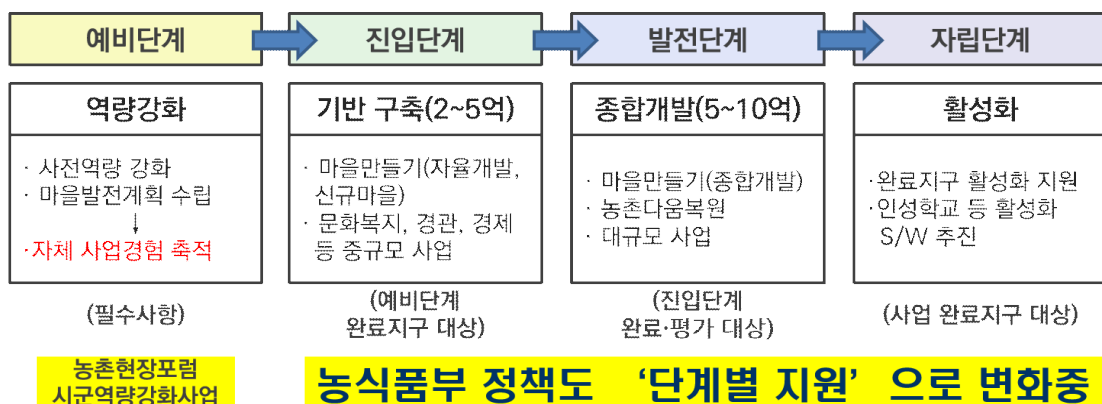 예비단계
진입단계
발전단계
자립단계
역량강화
· 사전역량 강화
· 마을발전계획 수립
·자체 사업경험 축적
(필수사항)
농촌현장포럼
시군역량강화사업
기반 구축(2~5억)
· 마을만들기(자율개발,
신규마을)
· 문화복지, 경관, 경제
등 중규모 사업
(예비단계
완료지구 대상)
종합개발(5~10억)
· 마을만들기(종합개발)
· 농촌다움복원
· 대규모 사업
(진입단계
완료·평가 대상)
활성화
·완료지구 활성화 지원
·인성학교 등 활성화
S/W 추진
(사업 완료지구 대상)
농식품부 정책도 ‘단계별 지원’ 으로 변화중